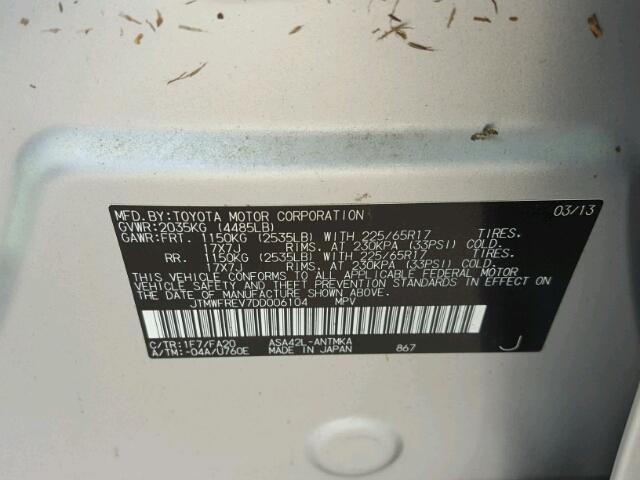 MFD. BY: TOYOTA MOTOR CORPORATION 03/13
GVWR: 2035KG (4485LB)
GAWR: FRT. 1150KG (2535LB) WITH 225/65R17 TIRES.
17X7J RIMS. AT 230KPA (33PSI) COLD.
RR. 1150KG (2535LB) WITH 225/65R17 TIRES.
17X7J RIMS. AT 230KPA (33PSI) COLD.
THIS VEHICLE CONFORMS TO ALL APPLICABLE FEDERAL MOTOR
VEHICLE SAFETY AND THEFT PREVENTION STANDARDS IN EFFECT ON
THE DATE OF MANUFACTURE SHOWN ABOVE.
JTMWFREV7DD006104 MPV
C/TR: 1F7/FA20 ASA42L-ANTMKA
A/TM: -04A/U760E MADE IN JAPAN 867 J